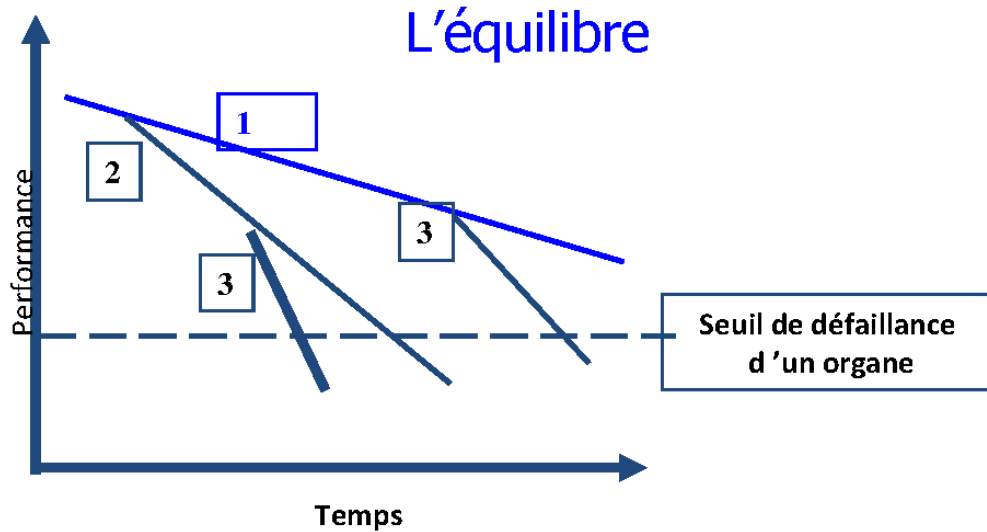 L'équilibre
1
2
3
3
Performance
Seuil de défaillance
d ’un organe
Temps